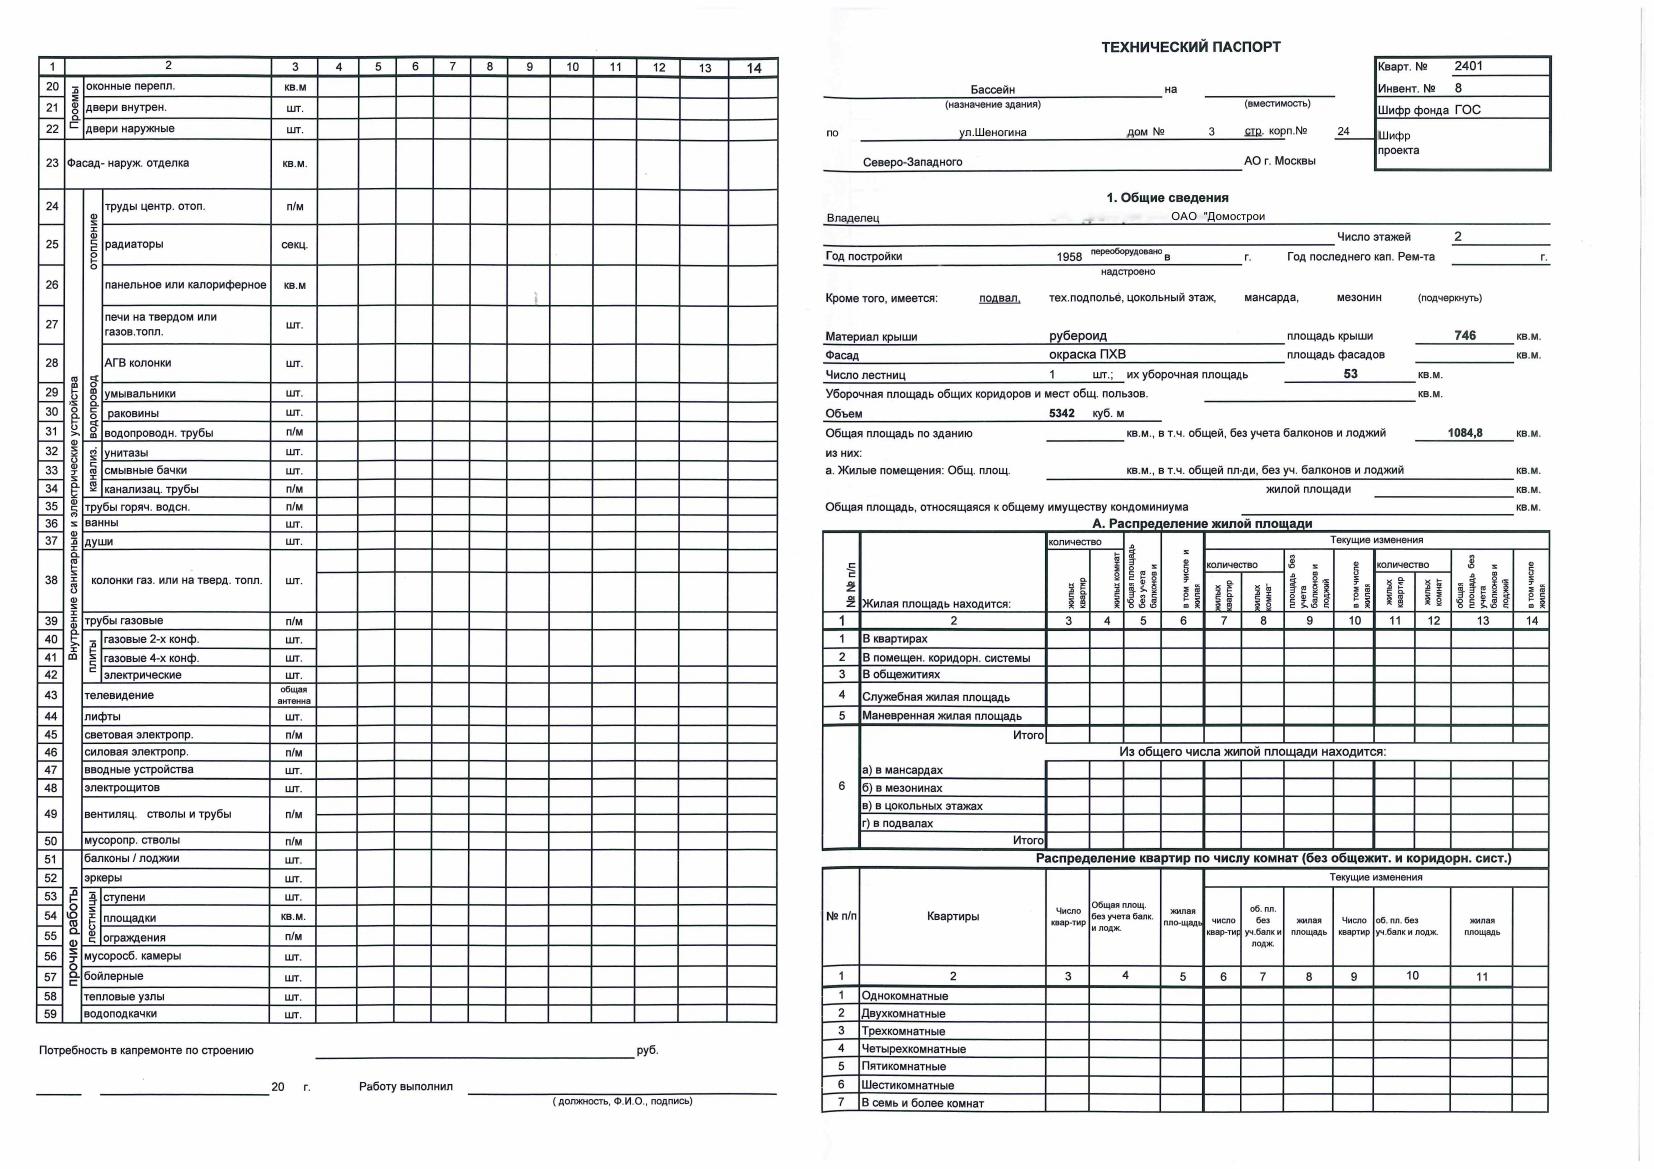 1 2 3 4 5 6 7 8 9 10 11 12 13 14
Проемы
20 оконные перепл. кв.м
21 двери внутрен. шт.
22 двери наружные шт.
23 Фасад- наруж. отделка кв.м.
Внутренние санитарные и электрические устройства
отопление
24 труды центр. отоп. п/м
25 радиаторы секц.
26 панельное или калориферное кв.м
27 печи на твердом или
газов.топл. шт.
28 АГВ колонки шт.
водопровод
29 умывальники шт.
30 раковины шт.
31 водопроводн. трубы п/м
канализ.
32 унитазы шт.
33 смывные бачки шт.
34 канализац. трубы п/м
35 трубы горяч. водсн. п/м
36 ванны шт.
37 души шт.
38 колонки газ. или на тверд. топл. шт.
39 трубы газовые п/м
плиты
40 газовые 2-х конф. шт.
41 газовые 4-х конф. шт.
42 электрические шт.
43 телевидение общая
антенна
44 лифты шт.
45 световая электропр. п/м
46 силовая электропр. п/м
47 вводные устройства шт.
48 электрощитов шт.
49 вентиляц. стволы и трубы п/м
50 мусоропр. стволы п/м
прочие работы
51 балконы / лоджии шт.
52 эркеры шт.
лестницы
53 ступени шт.
54 площадки кв.м.
55 ограждения п/м
56 мусоросб. камеры шт.
57 бойлерные шт.
58 тепловые узлы шт.
59 водоподкачки шт.
Потребность в капремонте по строению руб.
20 г. Работу выполнил
( должность, Ф.И.О., подпись)
ТЕХНИЧЕСКИЙ ПАСПОРТ
Кварт. № 2401
Инвент. № 8
Шифр фонда ГОС
Шифр
проекта
Бассейн на
(назначение здания) (вместимость)
по ул.Шеногина дом № 3 стр. корп.№ 24
Северо-Западного АО г. Москвы
1. Общие сведения
Владелец ОАО "Домострои
Число этажей 2
Год постройки 1958 переоборудовано в г. Год последнего кап. Рем-та г.
надстроено
Кроме того, имеется: подвал, тех.подпольё, цокольный этаж, мансарда, мезонин (подчеркнуть)
Материал крыши рубероид площадь крыши 746 кв.м.
Фасад окраска ПХВ площадь фасадов кв.м.
Число лестниц 1 шт.; их уборочная площадь 53 кв.м.
Уборочная площадь общих коридоров и мест общ. пользов. кв.м.
Объем 5342 куб. м
Общая площадь по зданию кв.м., в т.ч. общей, без учета балконов и лоджий 1084,8 кв.м.
из них:
а. Жилые помещения: Общ. площ. кв.м., в т.ч. общей пл-ди, без уч. балконов и лоджий кв.м.
жилой площади кв.м.
Общая площадь, относящаяся к общему имуществу кондоминиума кв.м.
А. Распределение жилой площади
№ № п/п
Жилая площадь находится:
количество
жилых квартир
жилых комнат
общая площадь без учета балконов и
в том числе и жилая
Текущие изменения
количество
жилых квартир
жилых комнат
площадь без учета балконов и лоджий
в том числе жилая
количество
жилых квартир
жилых комнат
общая площадь без учета балконов и лоджий
в том числе жилая
1 2 3 4 5 6 7 8 9 10 11 12 13 14
1 В квартирах
2 В помещен. коридорн. системы
3 В общежитиях
4 Служебная жилая площадь
5 Маневренная жилая площадь
Итого
Из общего числа жипой площади находится:
6
а) в мансардах
б) в мезонинах
в) в цокольных этажах
г) в подвалах
Итого
Распределение квартир по числу комнат (без общежит. и коридорн. сист.)
Текущие изменения
№ п/п
Квартиры
Число
квар-тир
Общая площ.
без учета балк.
и лодж.
жилая
пло-щадь
число
квар-тир
об. пл.
без
уч.балк и
лодж.
жилая
площадь
Число
квартир
об. пл. без
уч.балк и лодж.
жилая
площадь
1 2 3 4 5 6 7 8 9 10 11
1 Однокомнатные
2 Двухкомнатные
3 Трехкомнатные
4 Четырехкомнатные
5 Пятикомнатные
6 Шестикомнатные
7 В семь и более комнат